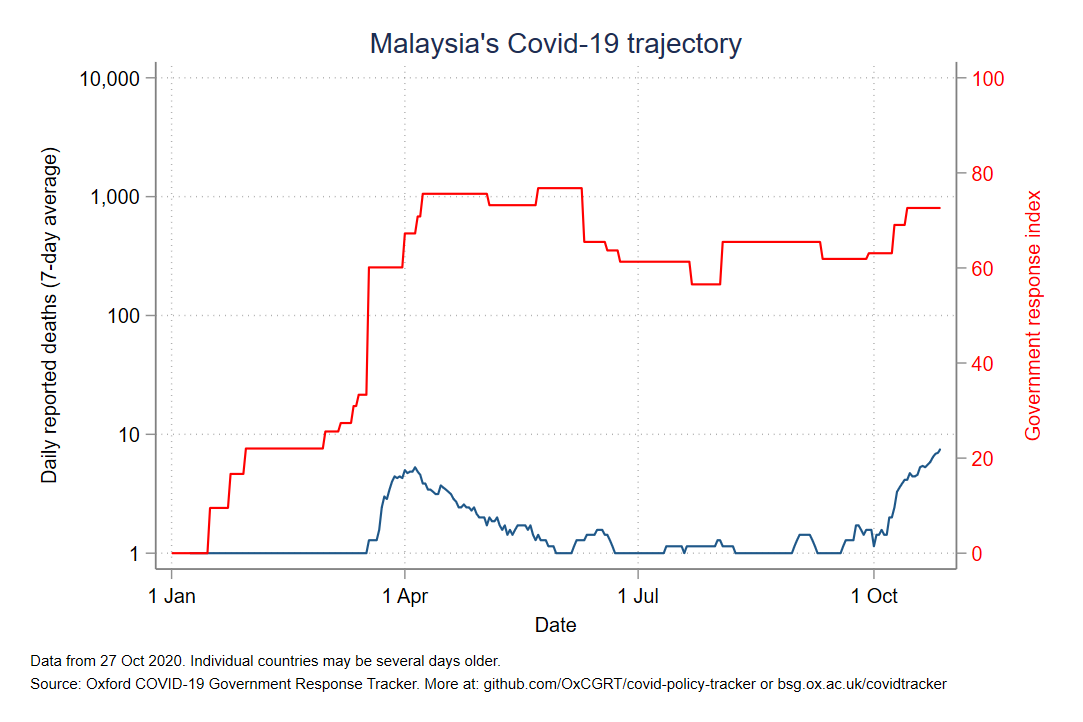 Malaysia's Covid-19 trajectory
10,000
1,000
100
10
1
Daily reported deaths (7-day average)
100
80
60
40
20
0
Government response index
1 Jan
1 Apr
1 Jul
1 Oct
Date
Data from 27 Oct 2020. Individual countries may be several days older.
Source: Oxford COVID-19 Government Response Tracker. More at: github.com/OxCGRT/covid-policy-tracker or bsg.ox.ac.uk/covidtracker